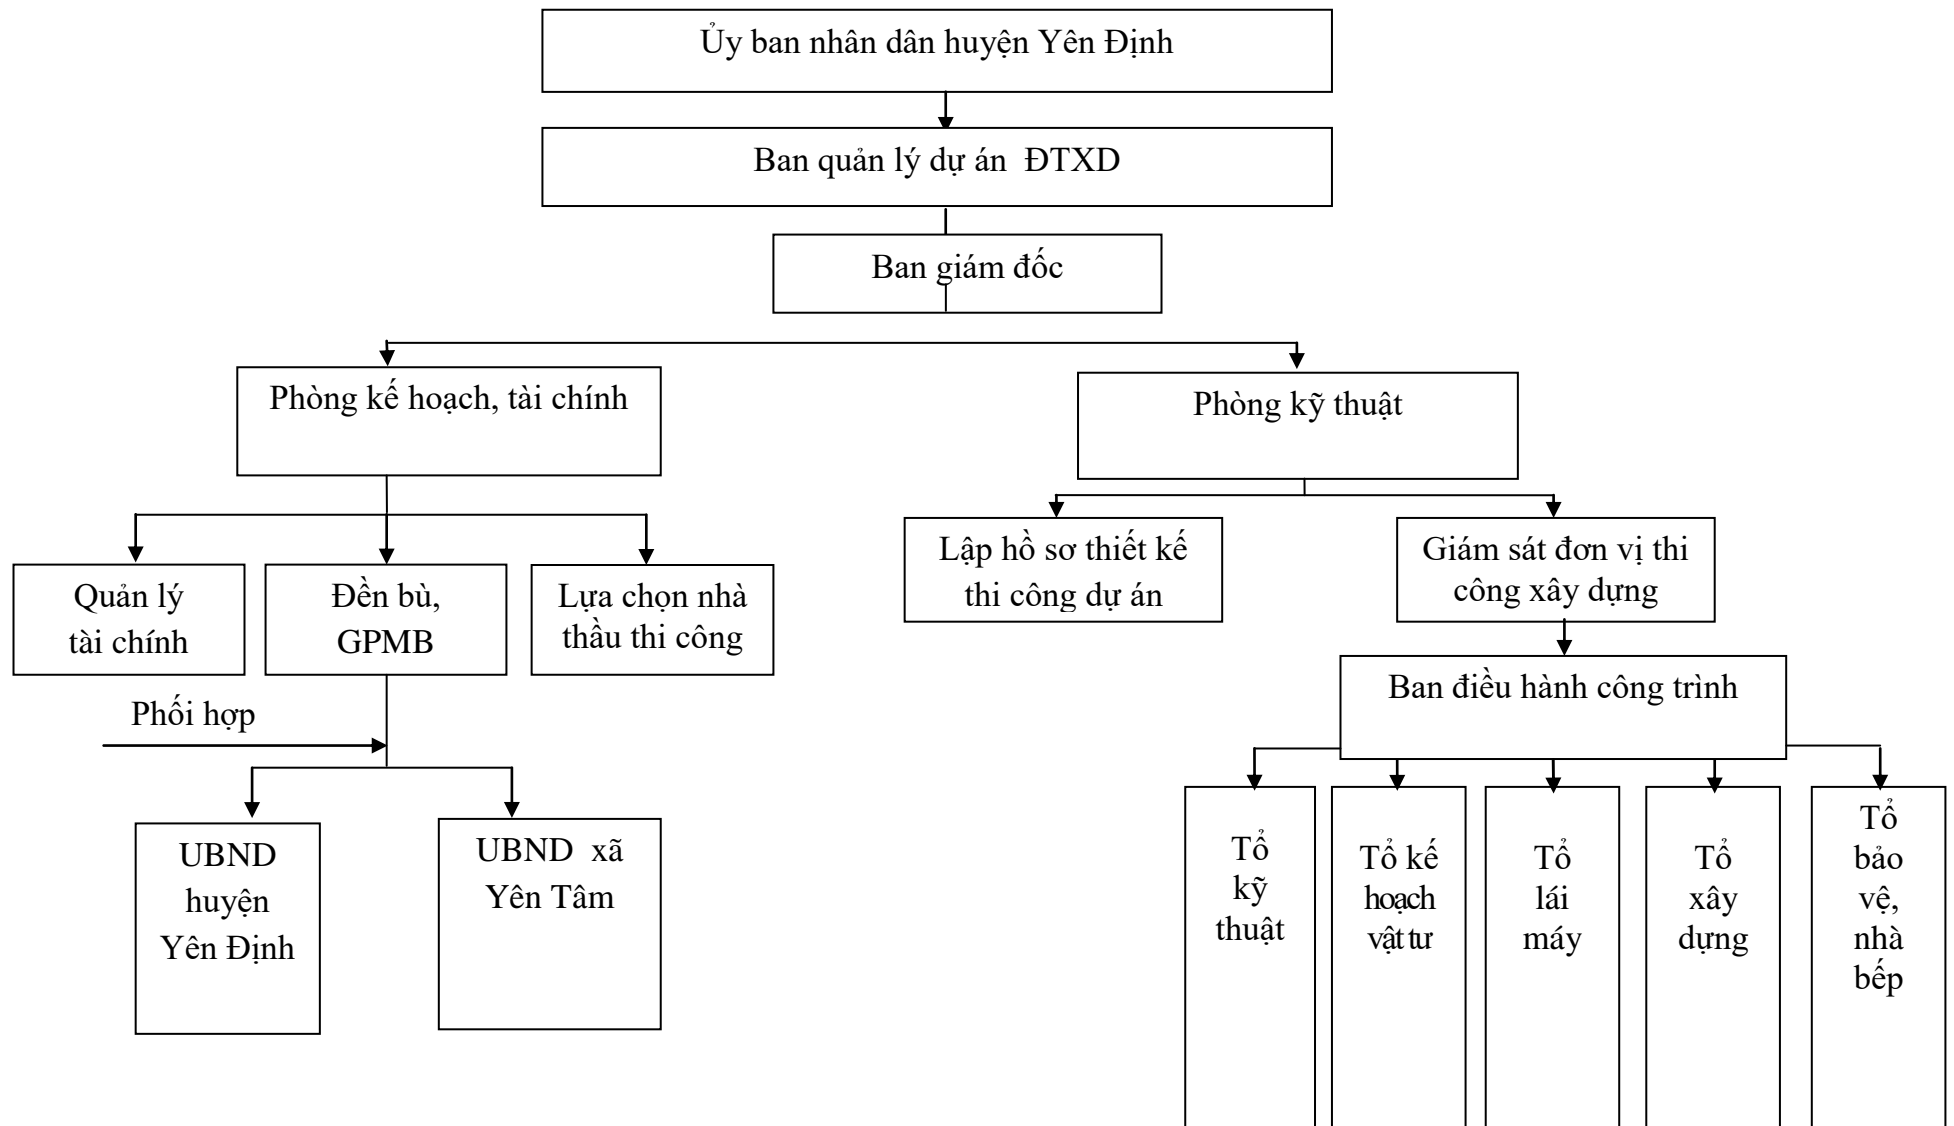 Ủy ban nhân dân huyện Yên Định
Ban quản lý dự án ĐTXD
Ban giám đốc
Phòng kế hoạch, tài chính
Phòng kỹ thuật
Quản lý
tài chính
Đền bù,
GPMB
Lựa chọn nhà
thầu thi công
Lập hồ sơ thiết kế
thi công dự án
Giám sát đơn vị thi
công xây dựng
Phối hợp
Ban điều hành công trình
UBND
huyện
Yên Định
UBND xã
Yên Tâm
Tổ
kỹ
thuật
Tổ kế
hoạch
vật tư
Tổ
lái
máy
Tổ
xây
dựng
Tổ
bảo
vệ,
nhà
bếp